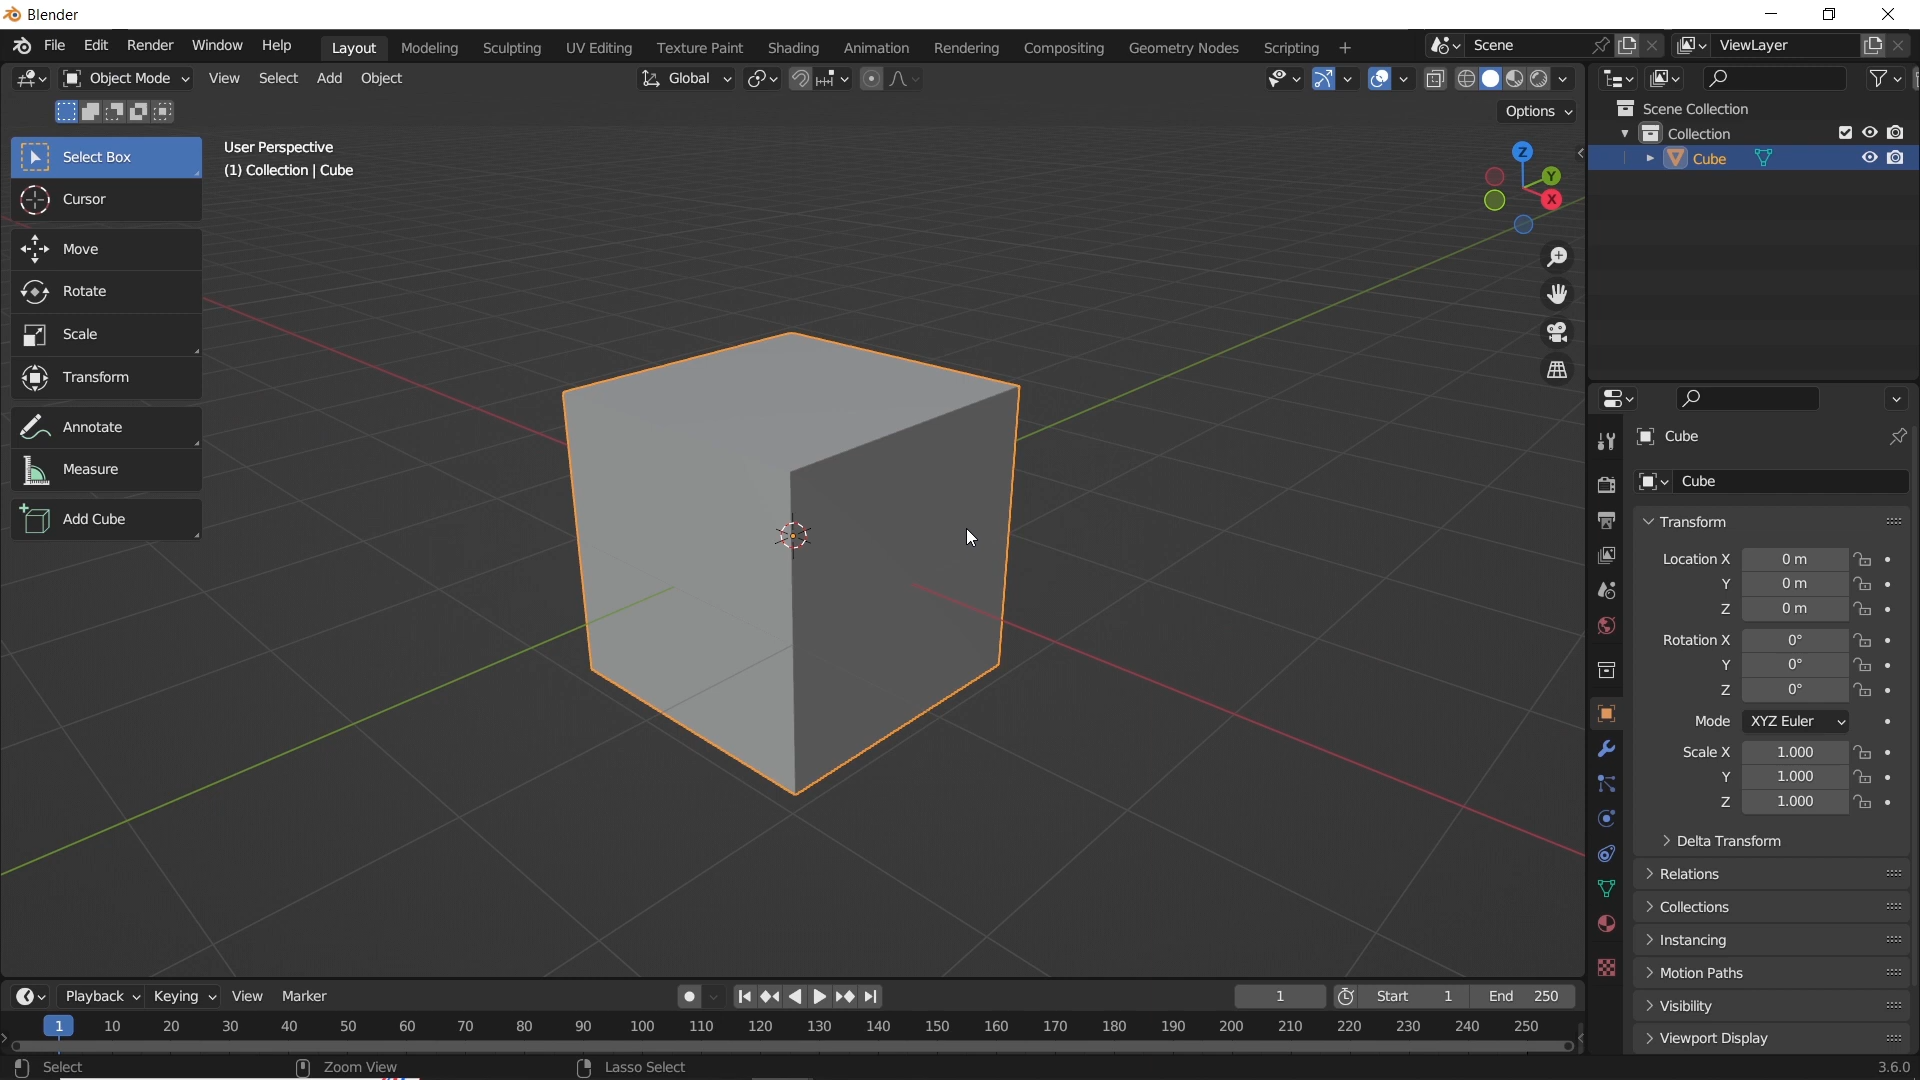 Blender
File Edit Render Window Help Layout Modeling Sculpting UV Editing Texture Paint Shading Animation Rendering Compositing Geometry Nodes Scripting + Scene ViewLayer
Object Mode View Select Add Object Global
Options
Select Box
Cursor
Move
Rotate
Scale
Transform
Annotate
Measure
Add Cube
User Perspective
(1) Collection | Cube
Z
Y
X
Scene Collection
Collection
Cube
Cube
Cube
Transform
Location X 0 m
Y 0 m
Z 0 m
Rotation X 0°
Y 0°
Z 0°
Mode XYZ Euler
Scale X 1.000
Y 1.000
Z 1.000
Delta Transform
Relations
Collections
Instancing
Motion Paths
Visibility
Viewport Display
Playback Keying View Marker 1 Start 1 End 250
1 10 20 30 40 50 60 70 80 90 100 110 120 130 140 150 160 170 180 190 200 210 220 230 240 250
Select Zoom View Lasso Select 3.6.0